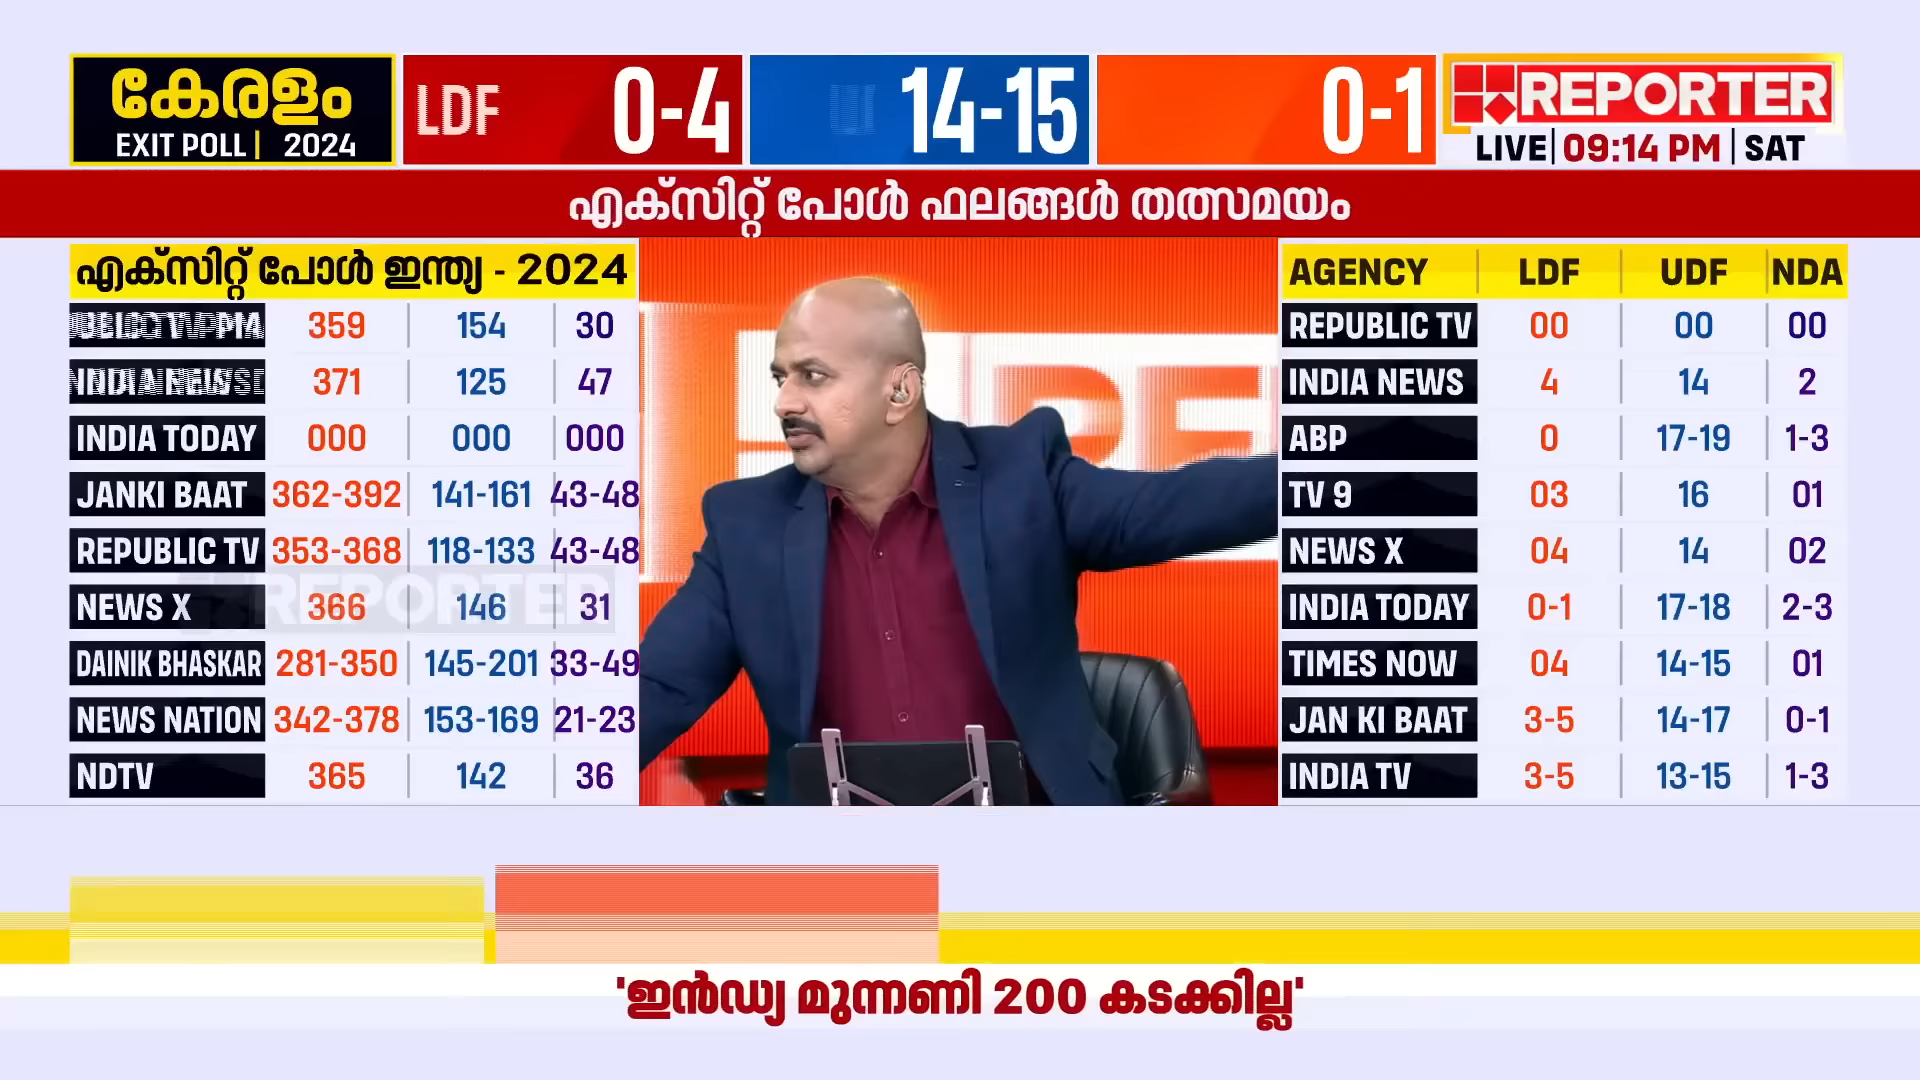 കേരളം
EXIT POLL | 2024
LDF 0-4
14-15
0-1
REPORTER
LIVE | 09:14 PM | SAT
എക്സിറ്റ് പോൾ ഫലങ്ങൾ തത്സമയം
എക്സിറ്റ് പോൾ ഇന്ത്യ - 2024
359 154 30
371 125 47
INDIA TODAY 000 000 000
JANKI BAAT 362-392 141-161 43-48
REPUBLIC TV 353-368 118-133 43-48
NEWS X 366 146 31
DAINIK BHASKAR 281-350 145-201 33-49
NEWS NATION 342-378 153-169 21-23
NDTV 365 142 36
REPORTER
AGENCY LDF UDF NDA
REPUBLIC TV 00 00 00
INDIA NEWS 4 14 2
ABP 0 17-19 1-3
TV 9 03 16 01
NEWS X 04 14 02
INDIA TODAY 0-1 17-18 2-3
TIMES NOW 04 14-15 01
JAN KI BAAT 3-5 14-17 0-1
INDIA TV 3-5 13-15 1-3
'ഇൻഡ്യ മുന്നണി 200 കടക്കില്ല'